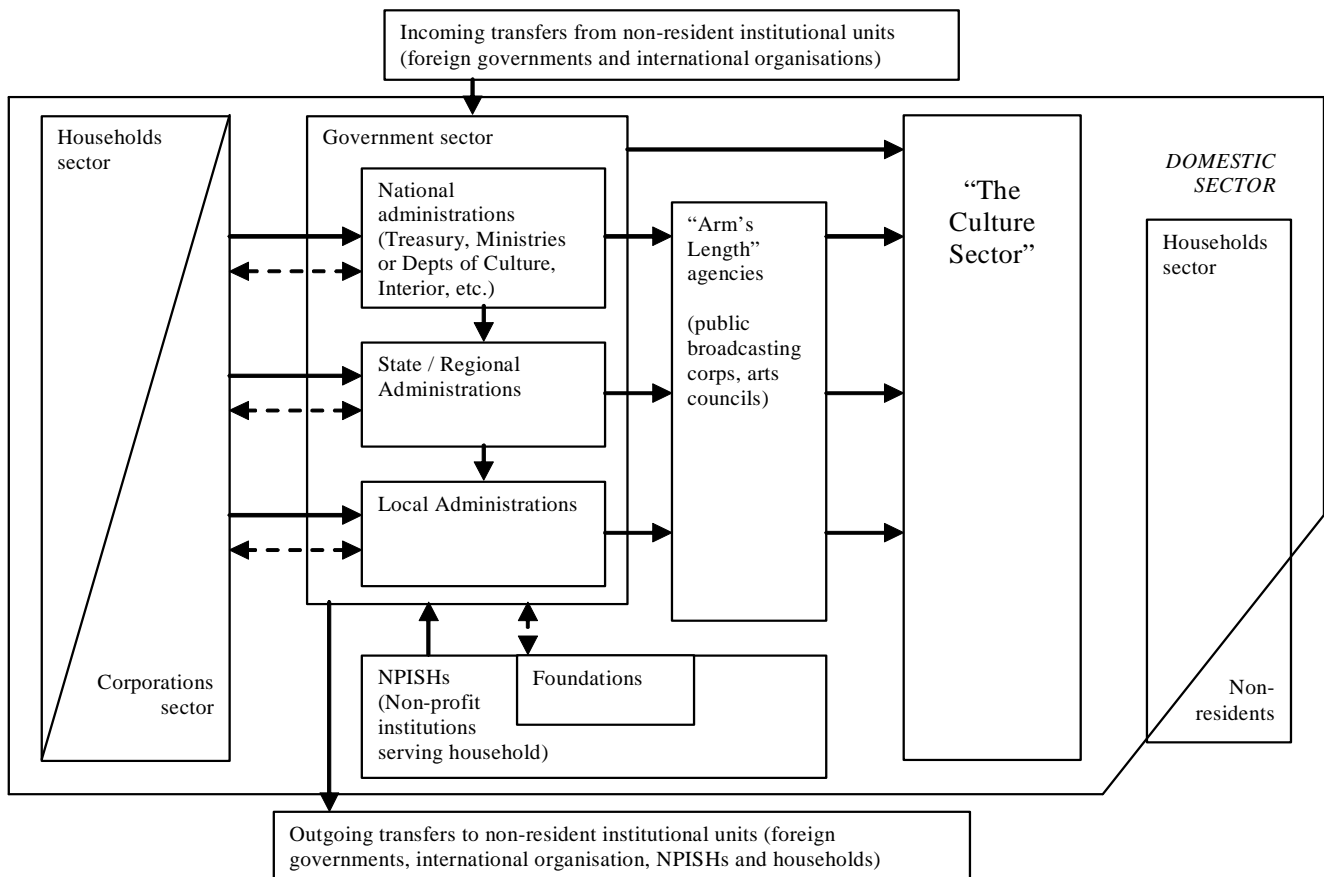 Incoming transfers from non-resident institutional units
(foreign governments and international organisations)
Households
sector
Corporations
sector
Government sector
National
administrations
(Treasury, Ministries
or Depts of Culture,
Interior, etc.)
State / Regional
Administrations
Local Administrations
NPISHs
(Non-profit
institutions
serving household)
Foundations
“Arm’s
Length”
agencies
(public
broadcasting
corps, arts
councils)
“The
Culture
Sector”
DOMESTIC
SECTOR
Households
sector
Non-
residents
Outgoing transfers to non-resident institutional units (foreign
governments, international organisation, NPISHs and households)